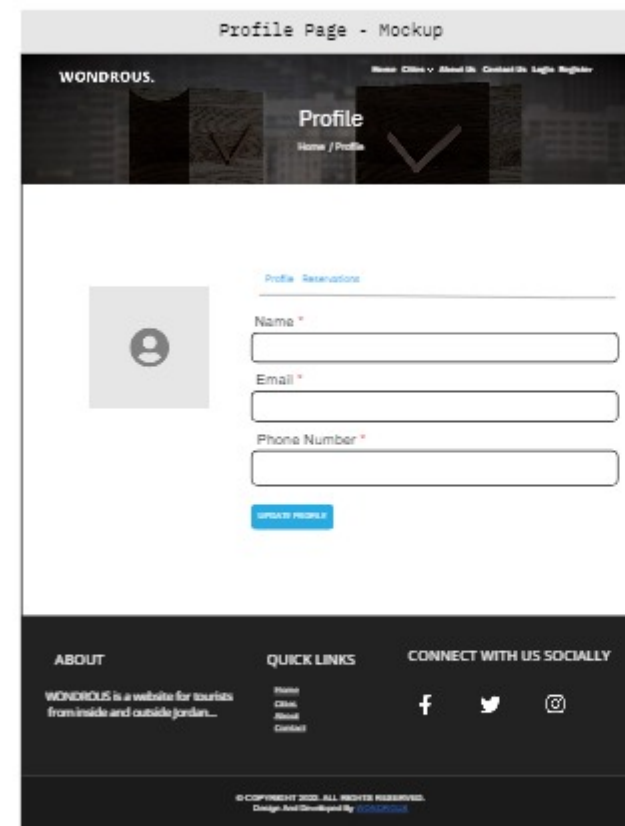 Profile Page - Mockup
WONDROUS.
Home Cities About Us Contact Us Login Register
Profile
Home / Profile
Profile Reservations
Name *
Email *
Phone Number *
UPDATE PROFILE
ABOUT
WONDROUS is a website for tourists
from inside and outside Jordan...
QUICK LINKS
Home
Cities
About
Contact
CONNECT WITH US SOCIALLY
© COPYRIGHT 2022. ALL RIGHTS RESERVED.
Design And Developed By WONDROUS